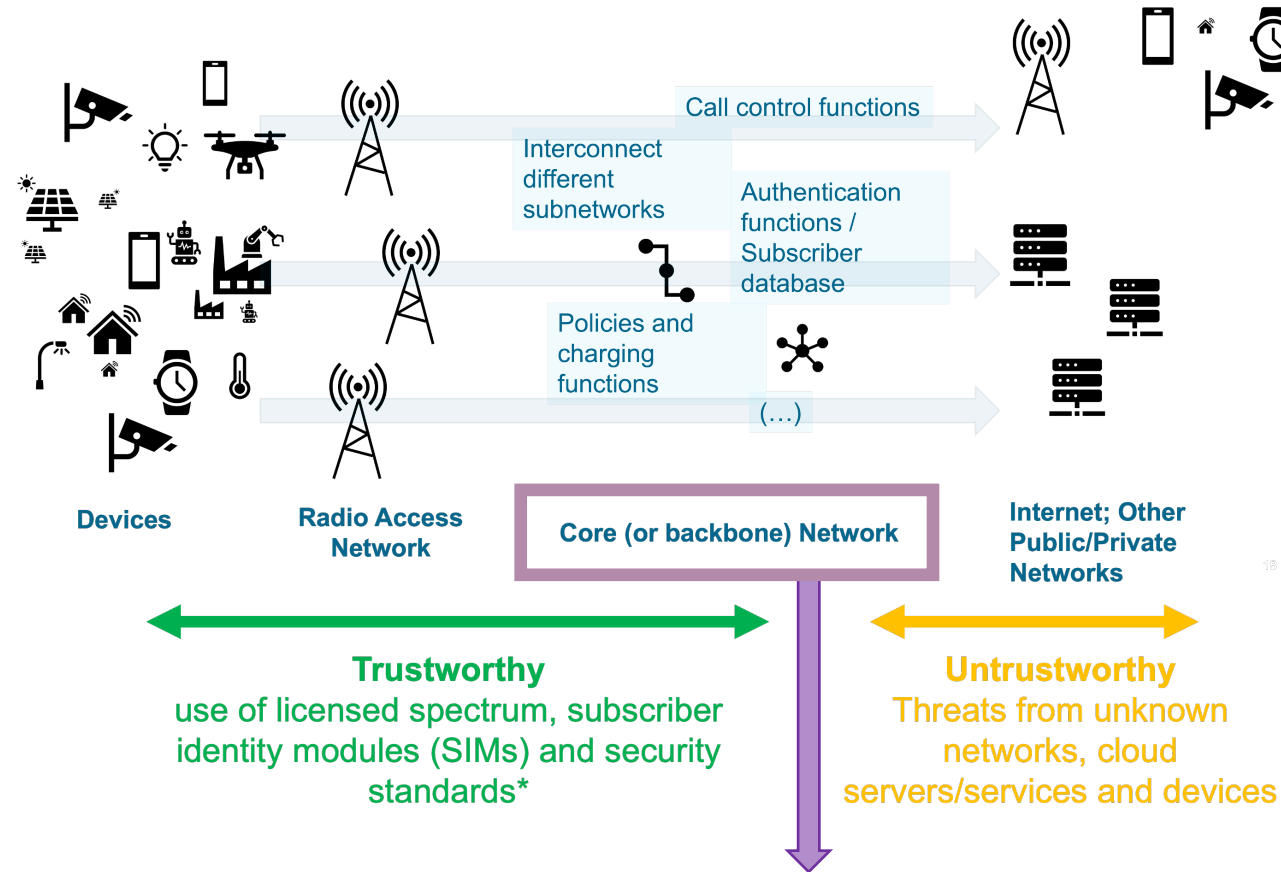 Call control functions
Interconnect
different
subnetworks
Authentication
functions /
Subscriber
database
Policies and
charging
functions
(...)
Devices
Radio Access
Network
Core (or backbone) Network
Internet; Other
Public/Private
Networks
18
Trustworthy
use of licensed spectrum, subscriber
identity modules (SIMs) and security
standards*
Untrustworthy
Threats from unknown
networks, cloud
servers/services and devices